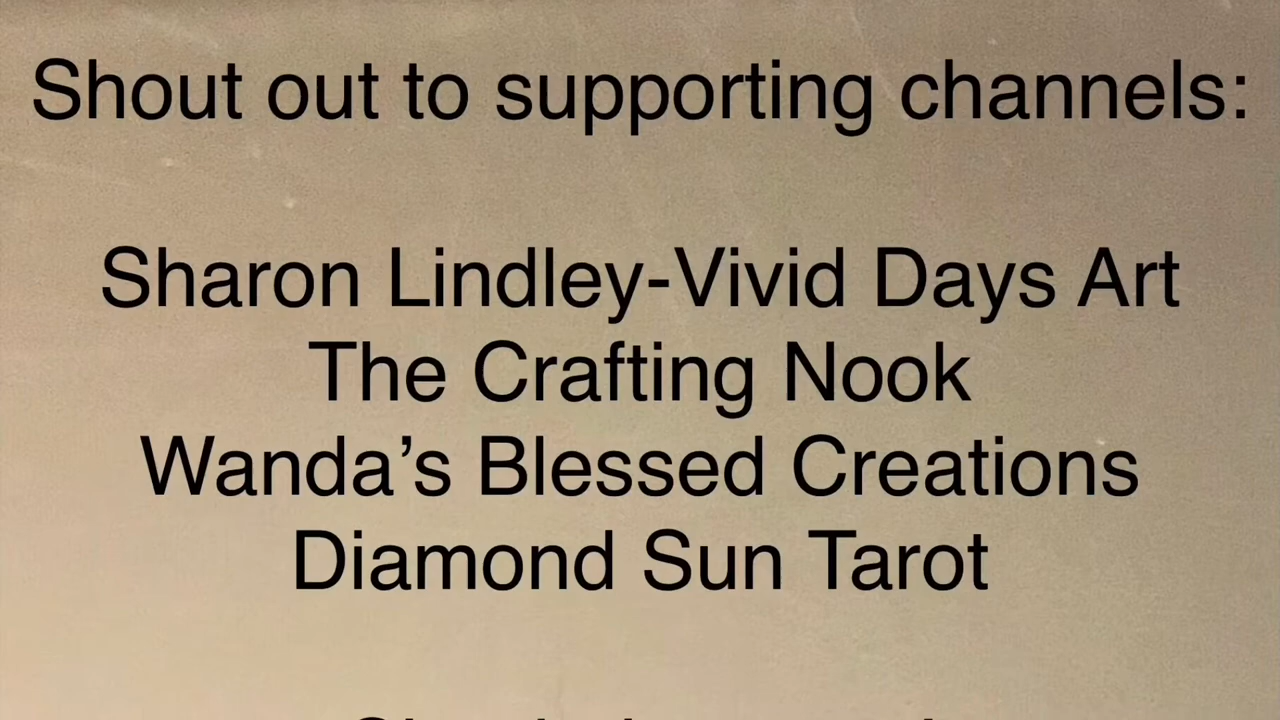 Shout out to supporting channels:
Sharon Lindley-Vivid Days Art
The Crafting Nook
Wanda’s Blessed Creations
Diamond Sun Tarot